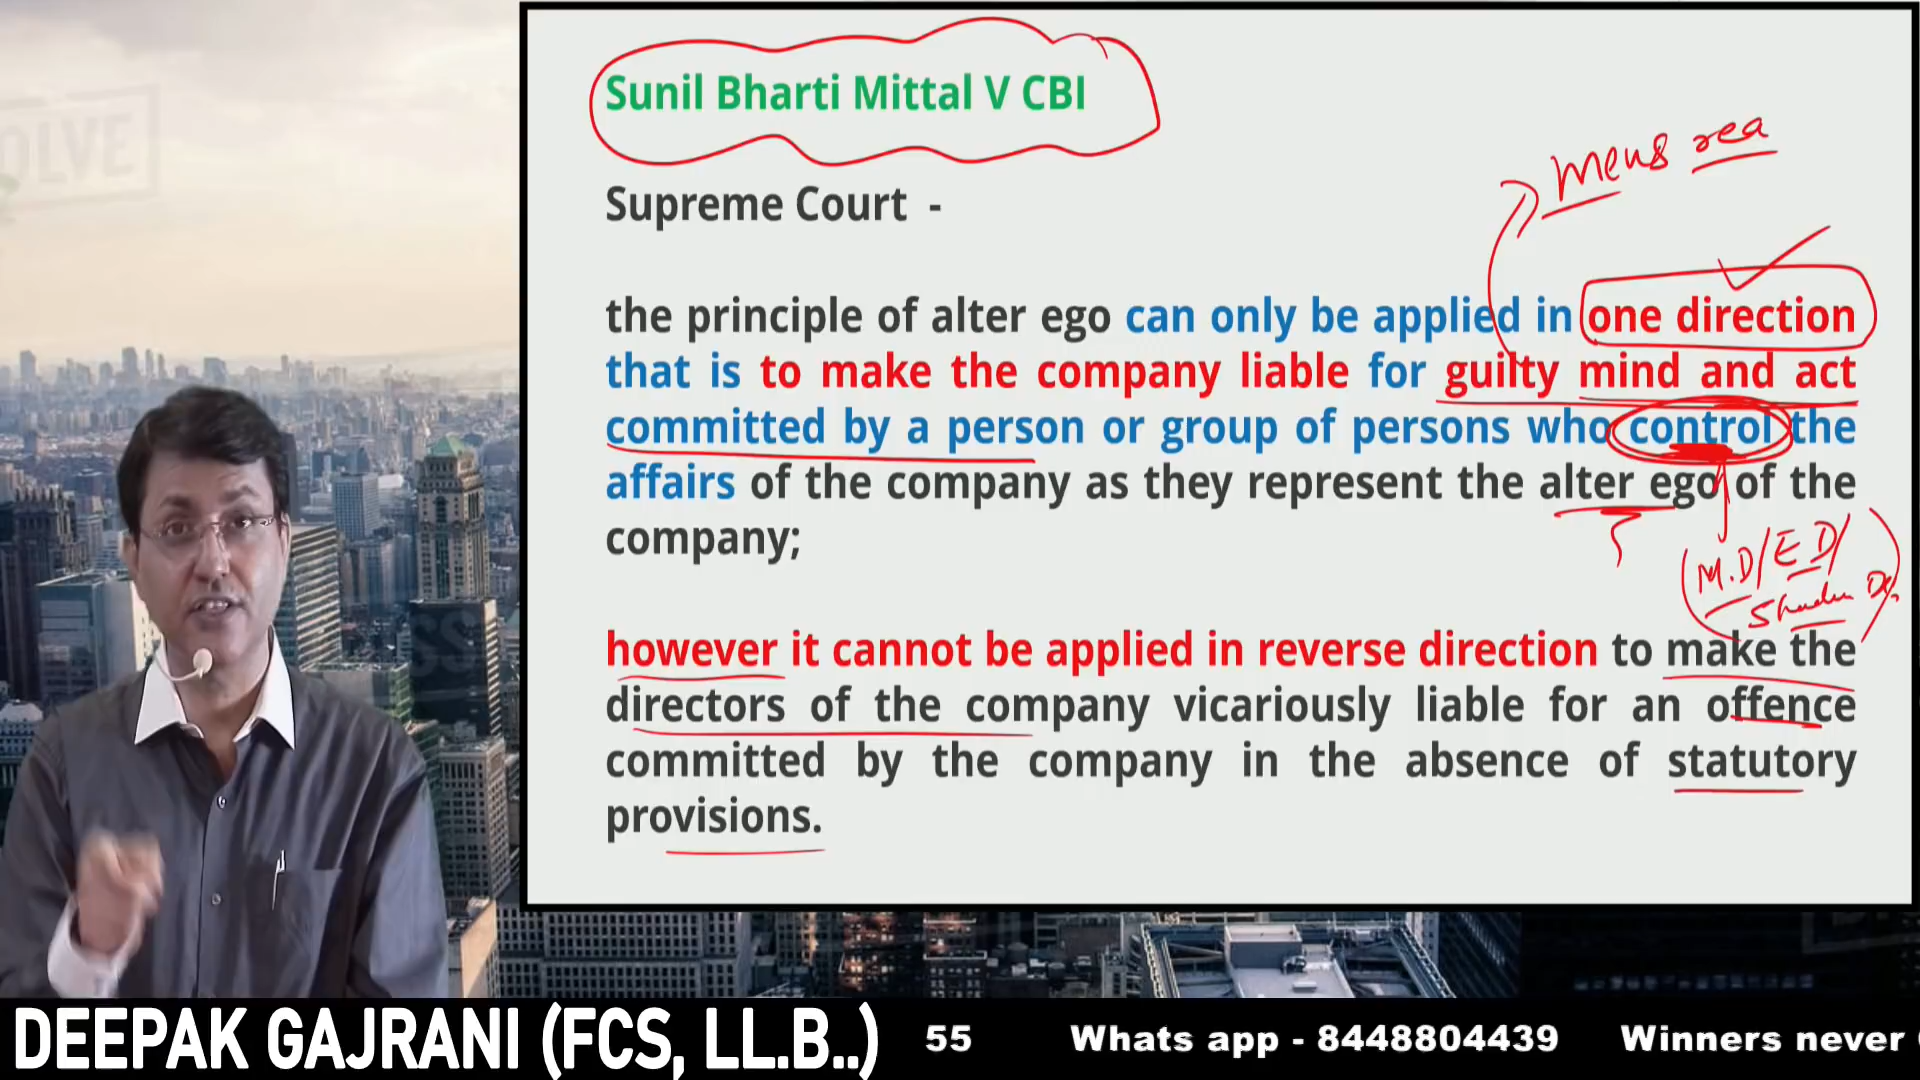 OLVE
Sunil Bharti Mittal V CBI
mens rea
Supreme Court -
the principle of alter ego can only be applied in one direction
that is to make the company liable for guilty mind and act
committed by a person or group of persons who control the
affairs of the company as they represent the alter ego of the
company;
(M.D/E D/
however it cannot be applied in reverse direction to make the
directors of the company vicariously liable for an offence
committed by the company in the absence of statutory
provisions.
DEEPAK GAJRANI (FCS, LL.B..) 55 Whats app - 8448804439 Winners never